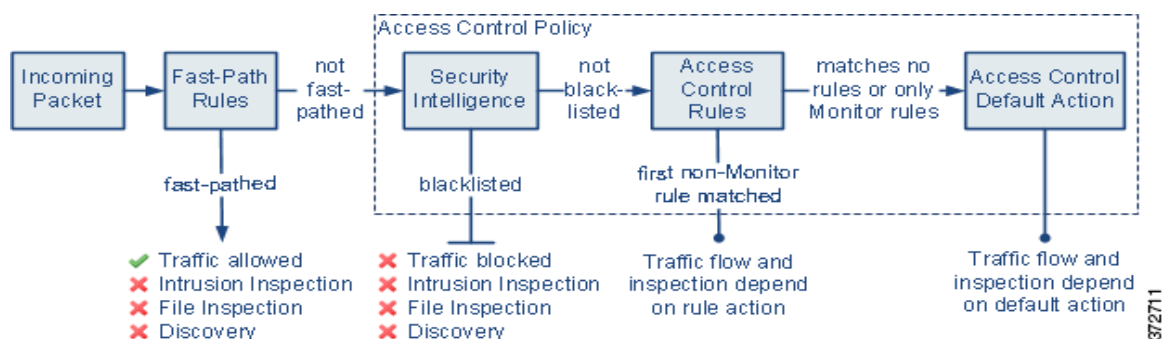 Access Control Policy
Incoming
Packet
Fast-Path
Rules
not
fast-
pathed
Security
Intelligence
not
black-
listed
Access
Control
Rules
matches no
rules or only
Monitor rules
Access Control
Default Action
fast-pathed
blacklisted
first non-Monitor
rule matched
Traffic allowed
Intrusion Inspection
File Inspection
Discovery
Traffic blocked
Intrusion Inspection
File Inspection
Discovery
Traffic flow and
inspection depend
on rule action
Traffic flow and
inspection depend
on default action
372711